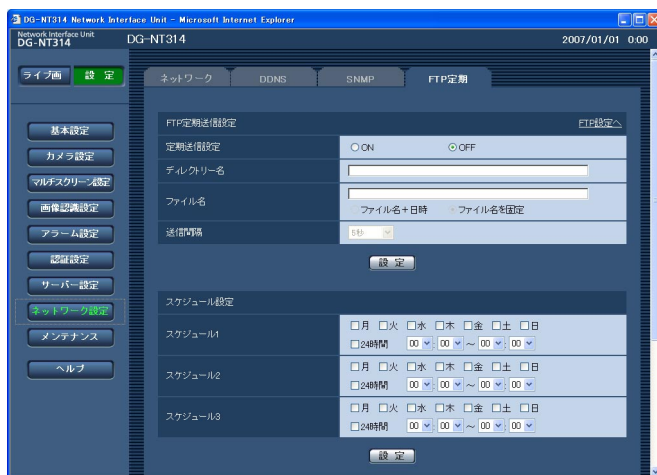 DG-NT314 Network Interface Unit - Microsoft Internet Explorer
Network Interface Unit
DG-NT314
DG-NT314
2007/01/01 0:00
ライブ画 設 定
ネットワーク DDNS SNMP FTP定期
基本設定
カメラ設定
マルチスクリーン設定
画像認識設定
アラーム設定
認証設定
サーバー設定
ネットワーク設定
メンテナンス
ヘルプ
FTP定期送信設定 FTP設定へ
定期送信設定 ON OFF
ディレクトリー名
ファイル名
ファイル名+日時 ファイル名を固定
送信間隔 5秒
設 定
スケジュール設定
スケジュール1 月 火 水 木 金 土 日
24時間 00 : 00 ~ 00 : 00
スケジュール2 月 火 水 木 金 土 日
24時間 00 : 00 ~ 00 : 00
スケジュール3 月 火 水 木 金 土 日
24時間 00 : 00 ~ 00 : 00
設 定